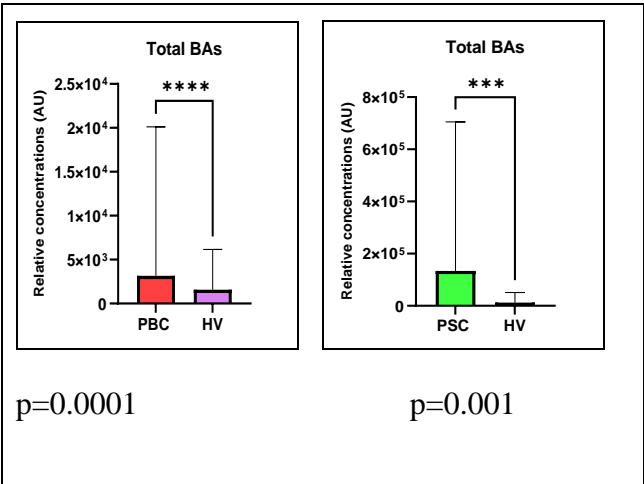 Total BAs
Relative concentrations (AU)
2.5×10⁴
2×10⁴
1.5×10⁴
1×10⁴
5×10³
0
****
PBC HV
Total BAs
Relative concentrations (AU)
8×10⁵
6×10⁵
4×10⁵
2×10⁵
0
***
PSC HV
p=0.0001 p=0.001